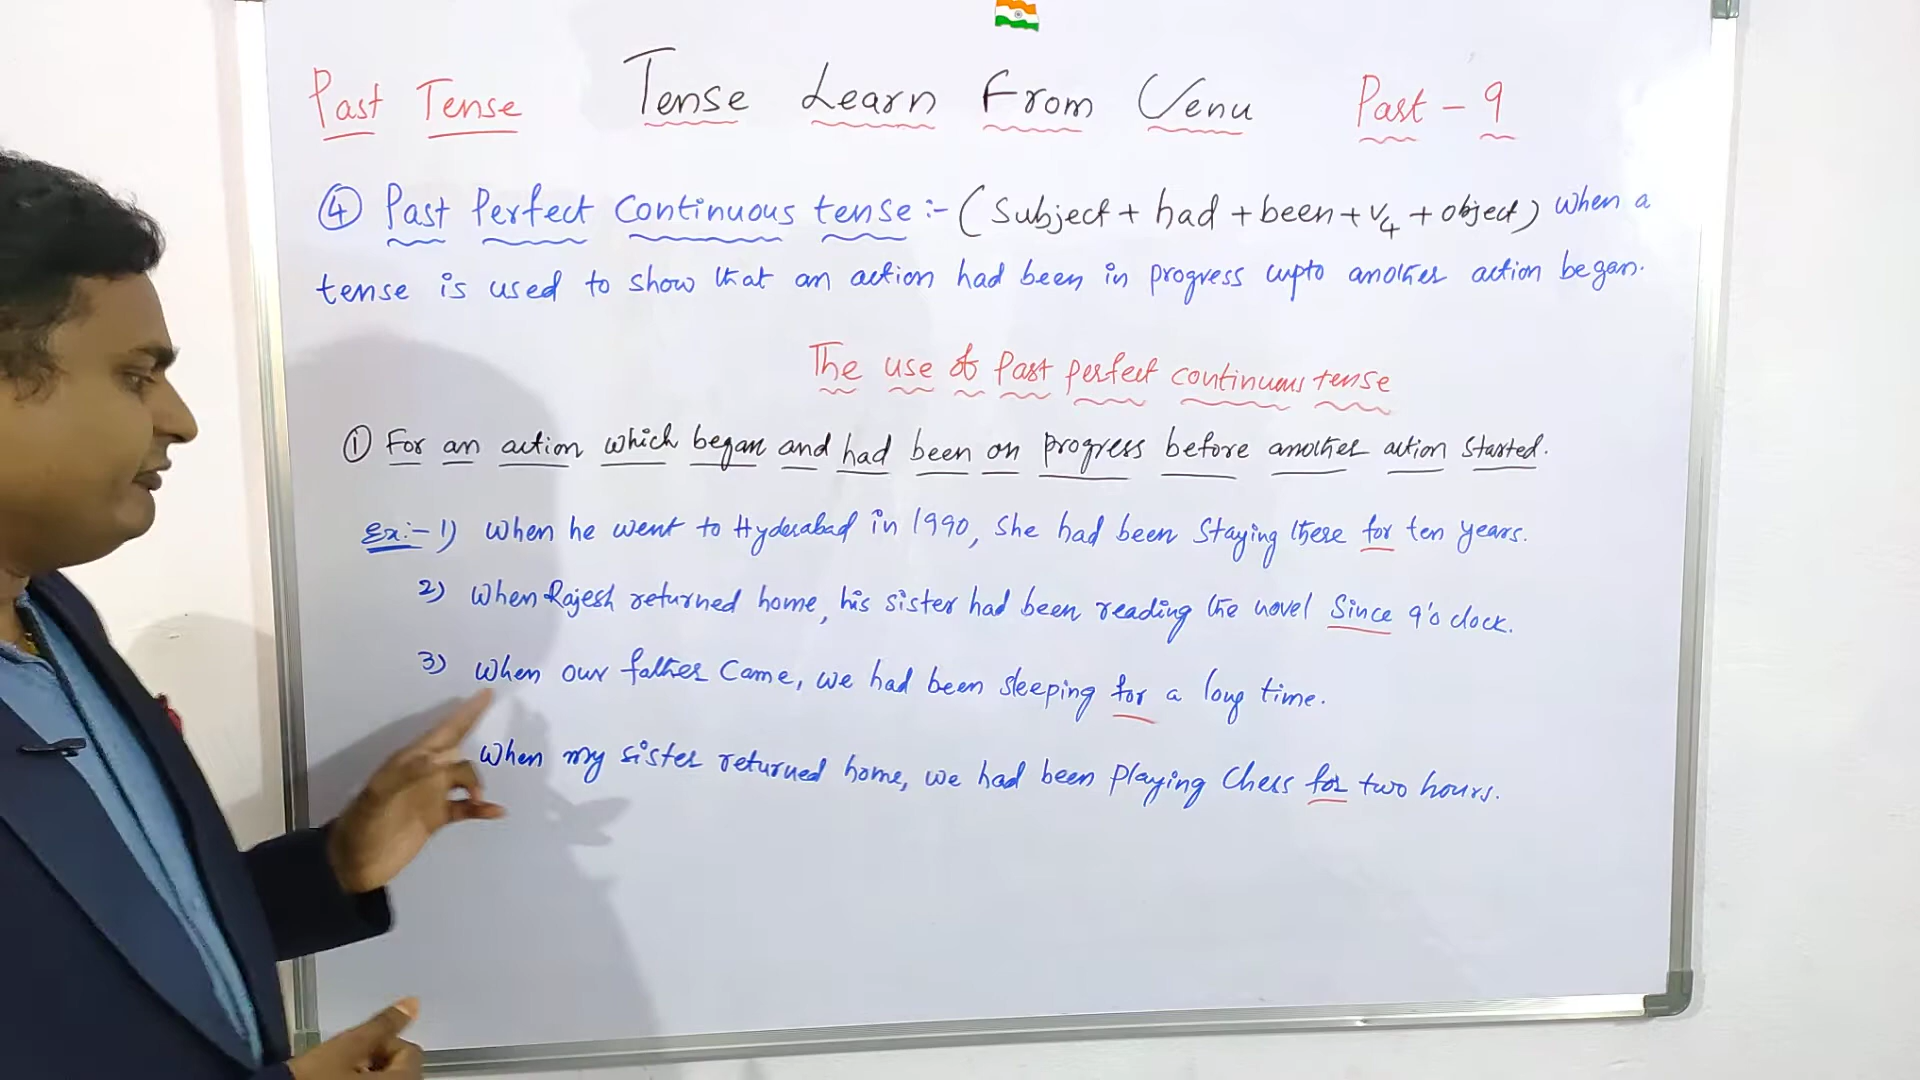 Past Tense Tense Learn From Venu Past - 9
④ Past Perfect Continuous tense :- (Subject + had + been + V4 + object) When a
tense is used to show that an action had been in progress upto another action began.
The use of Past perfect continuous tense
① For an action which began and had been on progress before another action started.
Ex:- 1) When he went to Hyderabad in 1990, She had been Staying there for ten years.
2) When Rajesh returned home, his sister had been reading the novel Since 9'o clock.
3) When our father Came, we had been sleeping for a long time.
When my sister returned home, we had been Playing Chess for two hours.